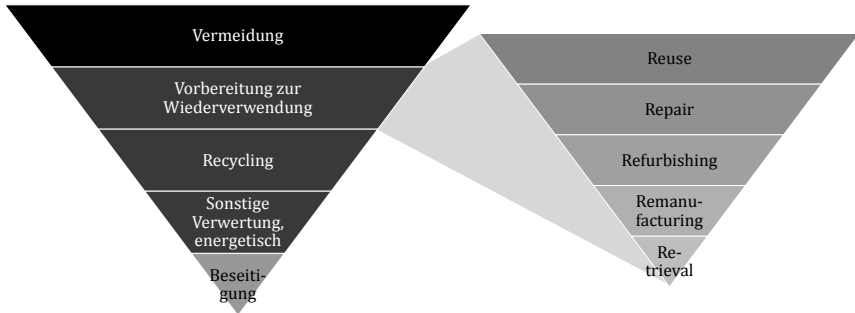 Vermeidung
Vorbereitung zur
Wiederverwendung
Recycling
Sonstige
Verwertung,
energetisch
Beseiti-
gung
Reuse
Repair
Refurbishing
Remanu-
facturing
Re-
trieval